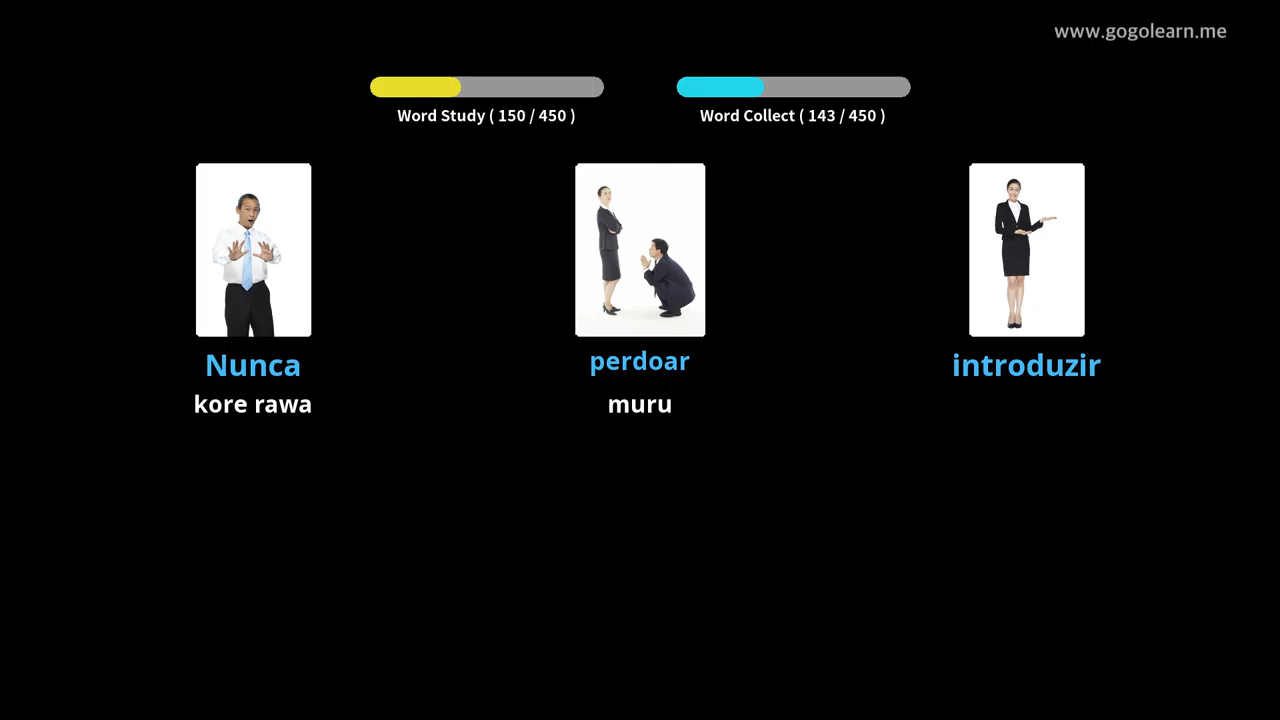 www.gogolearn.me
Word Study ( 150 / 450 )
Word Collect ( 143 / 450 )
Nunca
perdoar
introduzir
kore rawa
muru